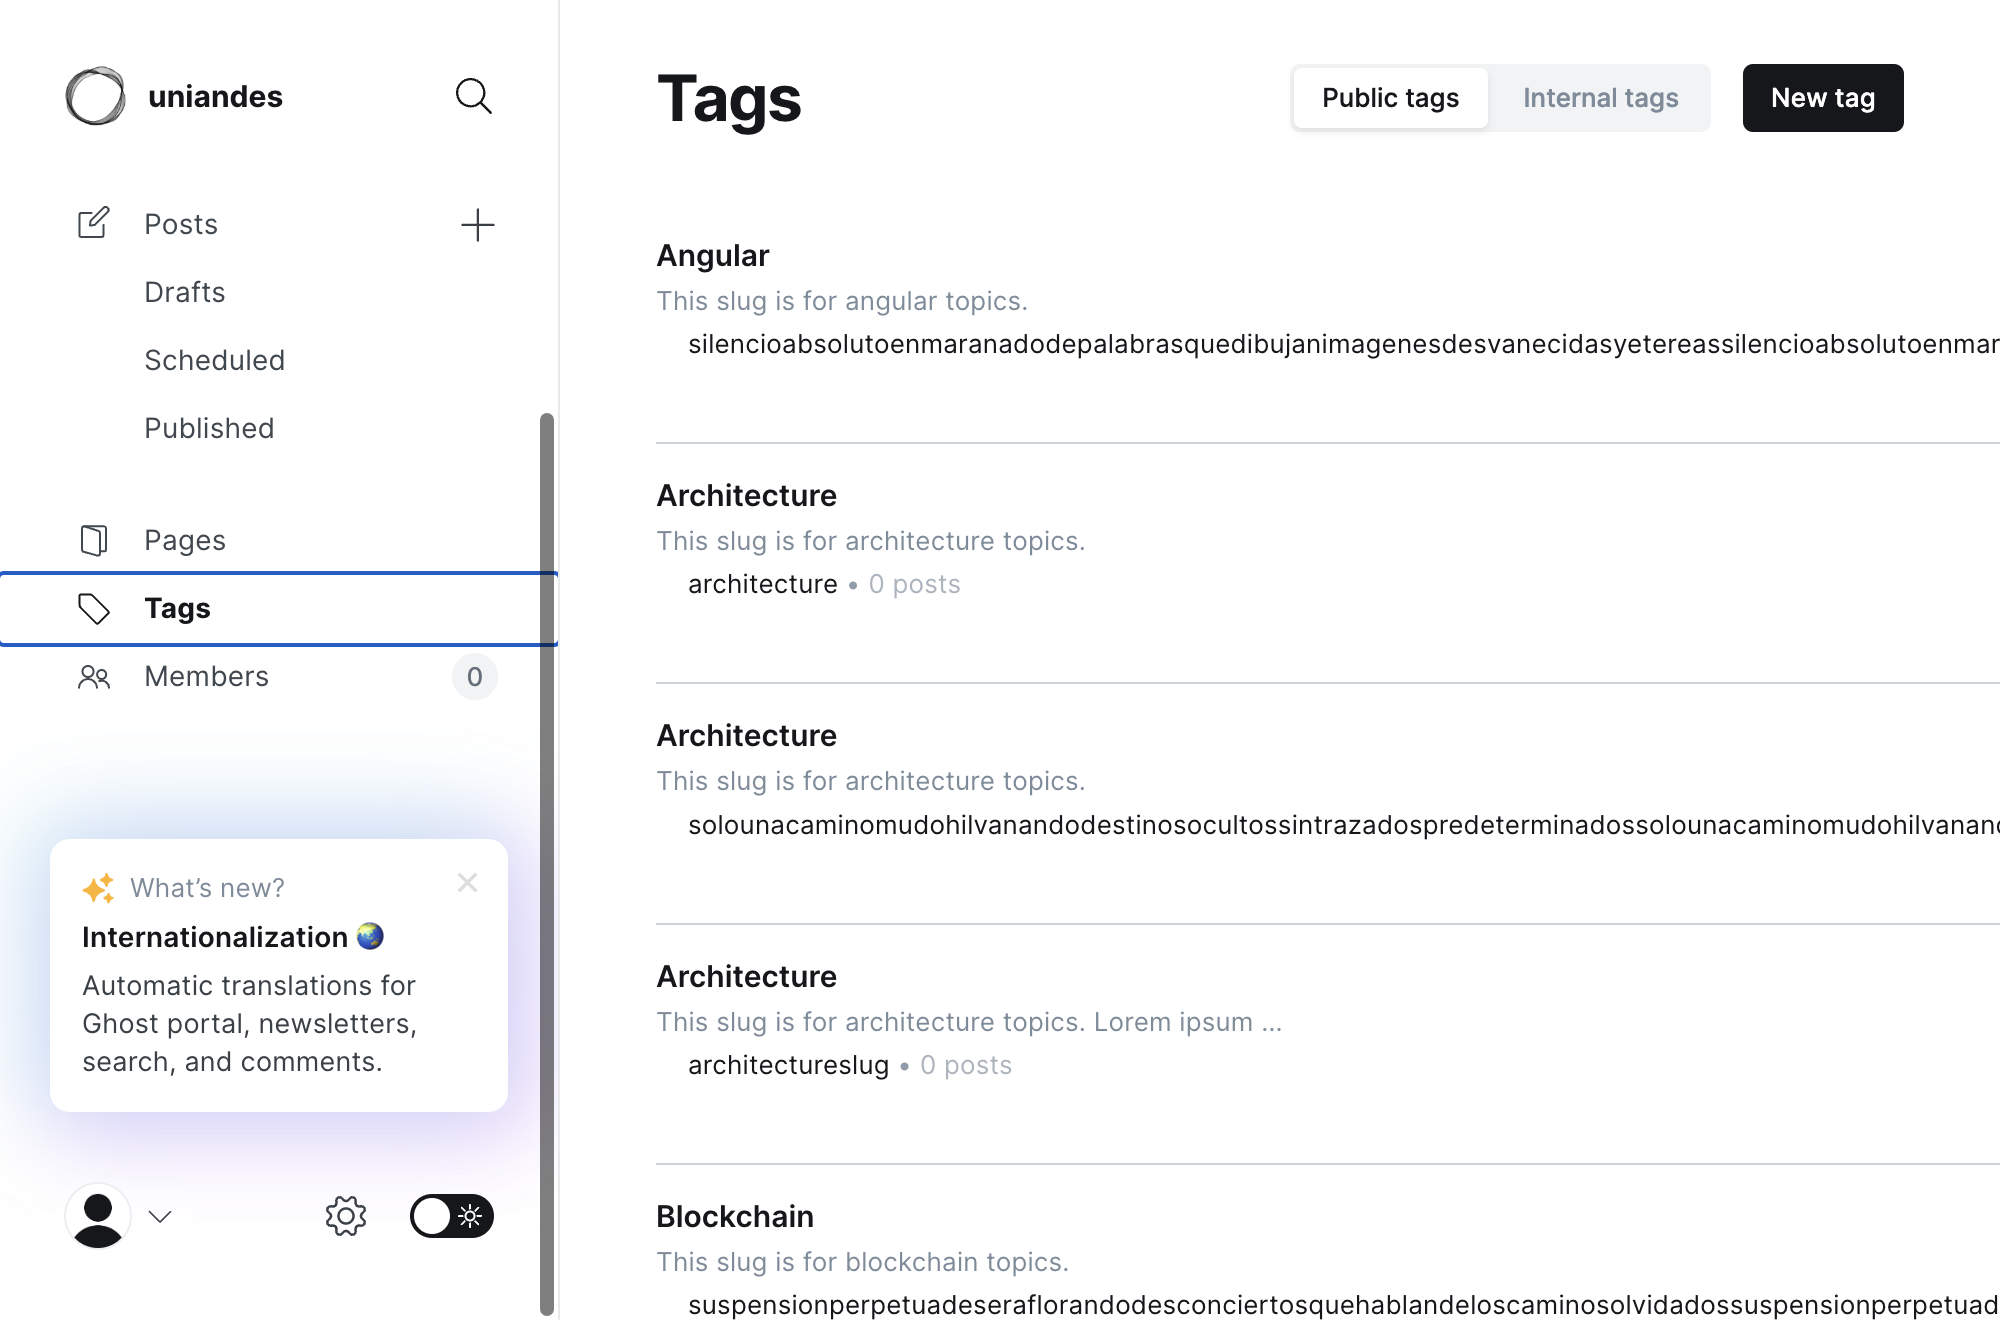 uniandes
Posts
Drafts
Scheduled
Published
Pages
Tags
Members
0
What's new?
Internationalization
Automatic translations for
Ghost portal, newsletters,
search, and comments.
Tags
Public tags
Internal tags
New tag
Angular
This slug is for angular topics.
silencioabsolutoenmaranadodepalabrasquedibujanimagenesdesvanecidasyetereassilencioabsolutoenmar
Architecture
This slug is for architecture topics.
architecture • 0 posts
Architecture
This slug is for architecture topics.
solounacaminomudohilvanandodestinosocultossintrazadospredeterminadossolounacaminomudohilvanand
Architecture
This slug is for architecture topics. Lorem ipsum ...
architectureslug • 0 posts
Blockchain
This slug is for blockchain topics.
suspensionperpetuadeseraflorandodesconciertosquehablandeloscaminosolvidadossuspensionperpetuad